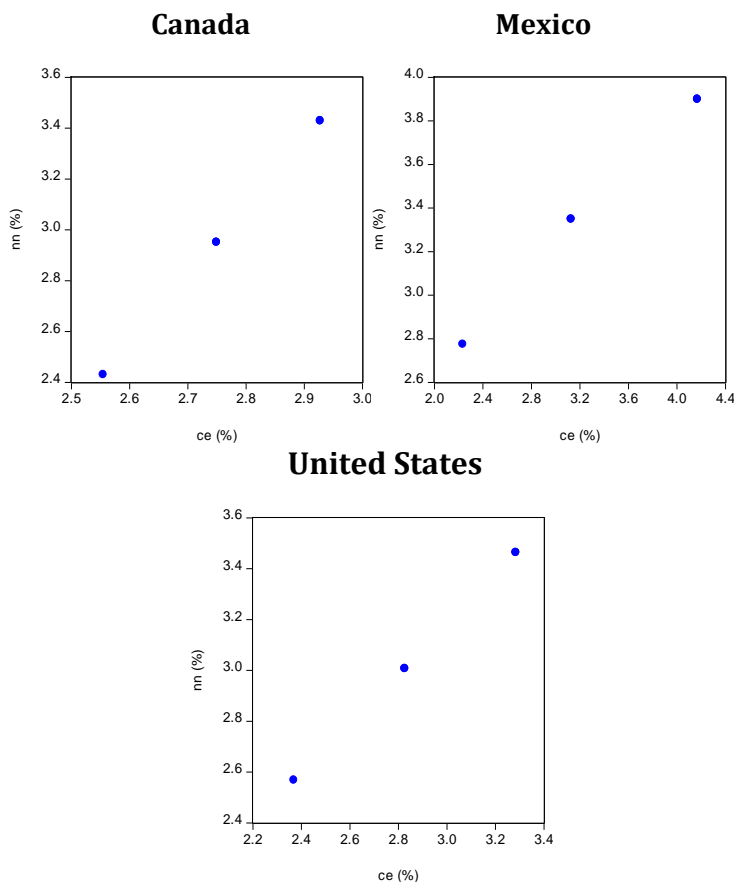 Canada
3.6
3.4
3.2
3.0
2.8
2.6
2.4
nn (%)
2.5 2.6 2.7 2.8 2.9 3.0
ce (%)
Mexico
4.0
3.8
3.6
3.4
3.2
3.0
2.8
2.6
nn (%)
2.0 2.4 2.8 3.2 3.6 4.0 4.4
ce (%)
United States
3.6
3.4
3.2
3.0
2.8
2.6
2.4
nn (%)
2.2 2.4 2.6 2.8 3.0 3.2 3.4
ce (%)